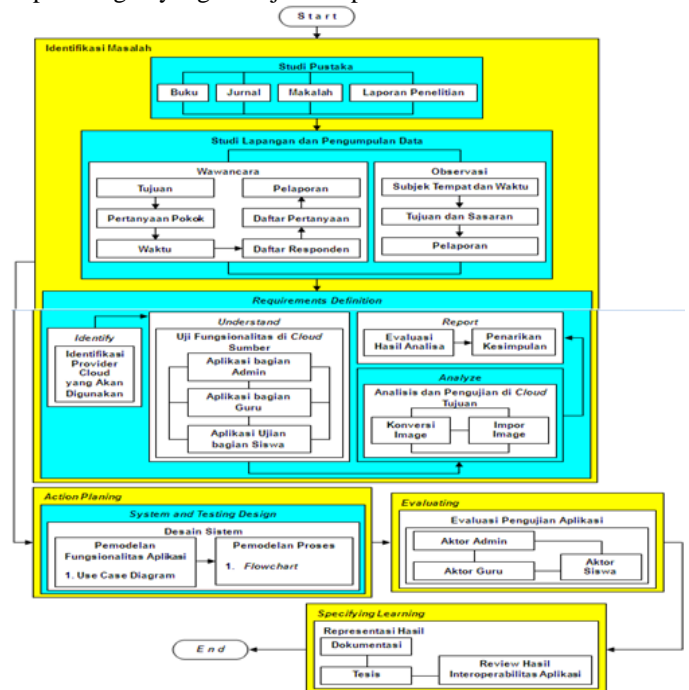 Start
Identifikasi Masalah
Studi Pustaka
Buku
Jurnal
Makalah
Laporan Penelitian
Studi Lapangan dan Pengumpulan Data
Wawancara
Tujuan
Pertanyaan Pokok
Waktu
Pelaporan
Daftar Pertanyaan
Daftar Responden
Observasi
Subjek Tempat dan Waktu
Tujuan dan Sasaran
Pelaporan
Requirements Definition
Identify
Identifikasi
Provider
Cloud
yang Akan
Digunakan
Understand
Uji Fungsionalitas di Cloud
Sumber
Aplikasi bagian
Admin
Aplikasi bagian
Guru
Aplikasi Ujian
bagian Siswa
Report
Evaluasi
Hasil Analisa
Penarikan
Kesimpulan
Analyze
Analisis dan Pengujian di Cloud
Tujuan
Konversi
Image
Impor
Image
Action Planing
System and Testing Design
Desain Sistem
Pemodelan
Fungsionalitas Aplikasi
1. Use Case Diagram
Pemodelan Proses
1. Flowchart
Evaluating
Evaluasi Pengujian Aplikasi
Aktor Admin
Aktor Guru
Aktor
Siswa
Specifying Learning
Representasi Hasil
Dokumentasi
Tesis
Review Hasil
Interoperabilitas Aplikasi
End